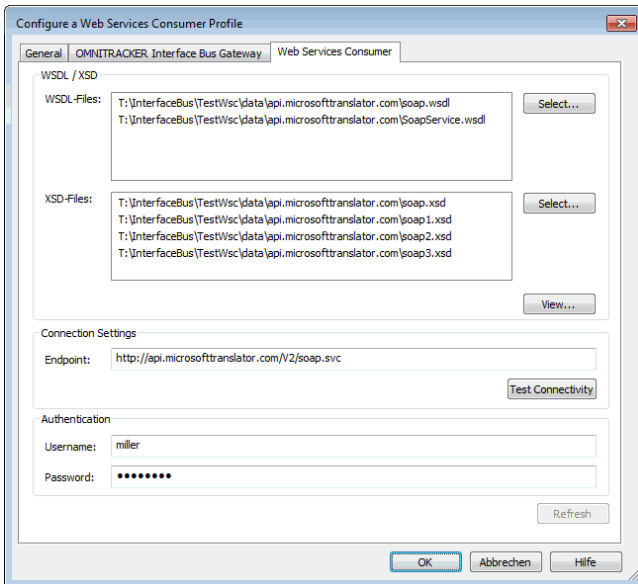 Configure a Web Services Consumer Profile
General OMNITRACKER Interface Bus Gateway Web Services Consumer
WSDL / XSD
WSDL-Files:
T:\InterfaceBus\TestWsc\data\api.microsofttranslator.com\soap.wsdl
T:\InterfaceBus\TestWsc\data\api.microsofttranslator.com\SoapService.wsdl
Select...
XSD-Files:
T:\InterfaceBus\TestWsc\data\api.microsofttranslator.com\soap.xsd
T:\InterfaceBus\TestWsc\data\api.microsofttranslator.com\soap1.xsd
T:\InterfaceBus\TestWsc\data\api.microsofttranslator.com\soap2.xsd
T:\InterfaceBus\TestWsc\data\api.microsofttranslator.com\soap3.xsd
Select...
View...
Connection Settings
Endpoint: http://api.microsofttranslator.com/V2/soap.svc
Test Connectivity
Authentication
Username: miller
Password: ••••••••
Refresh
OK Abbrechen Hilfe